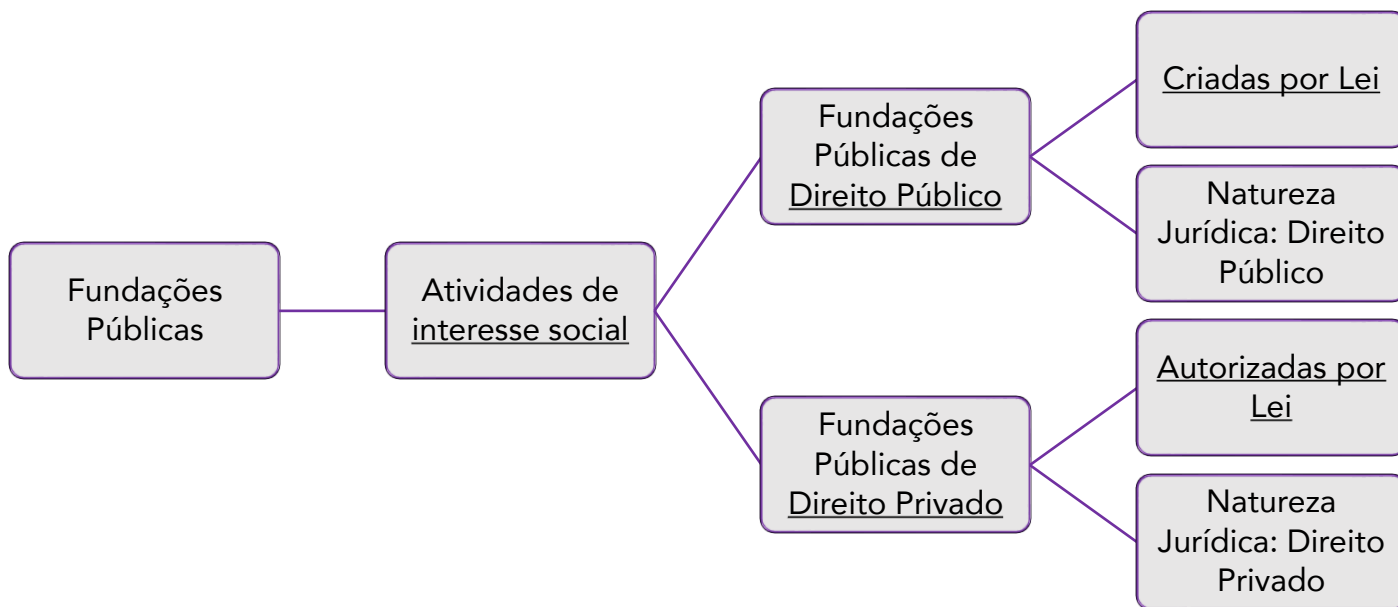 Fundações
Públicas
Atividades de
interesse social
Fundações
Públicas de
Direito Público
Criadas por Lei
Natureza
Jurídica: Direito
Público
Fundações
Públicas de
Direito Privado
Autorizadas por
Lei
Natureza
Jurídica: Direito
Privado